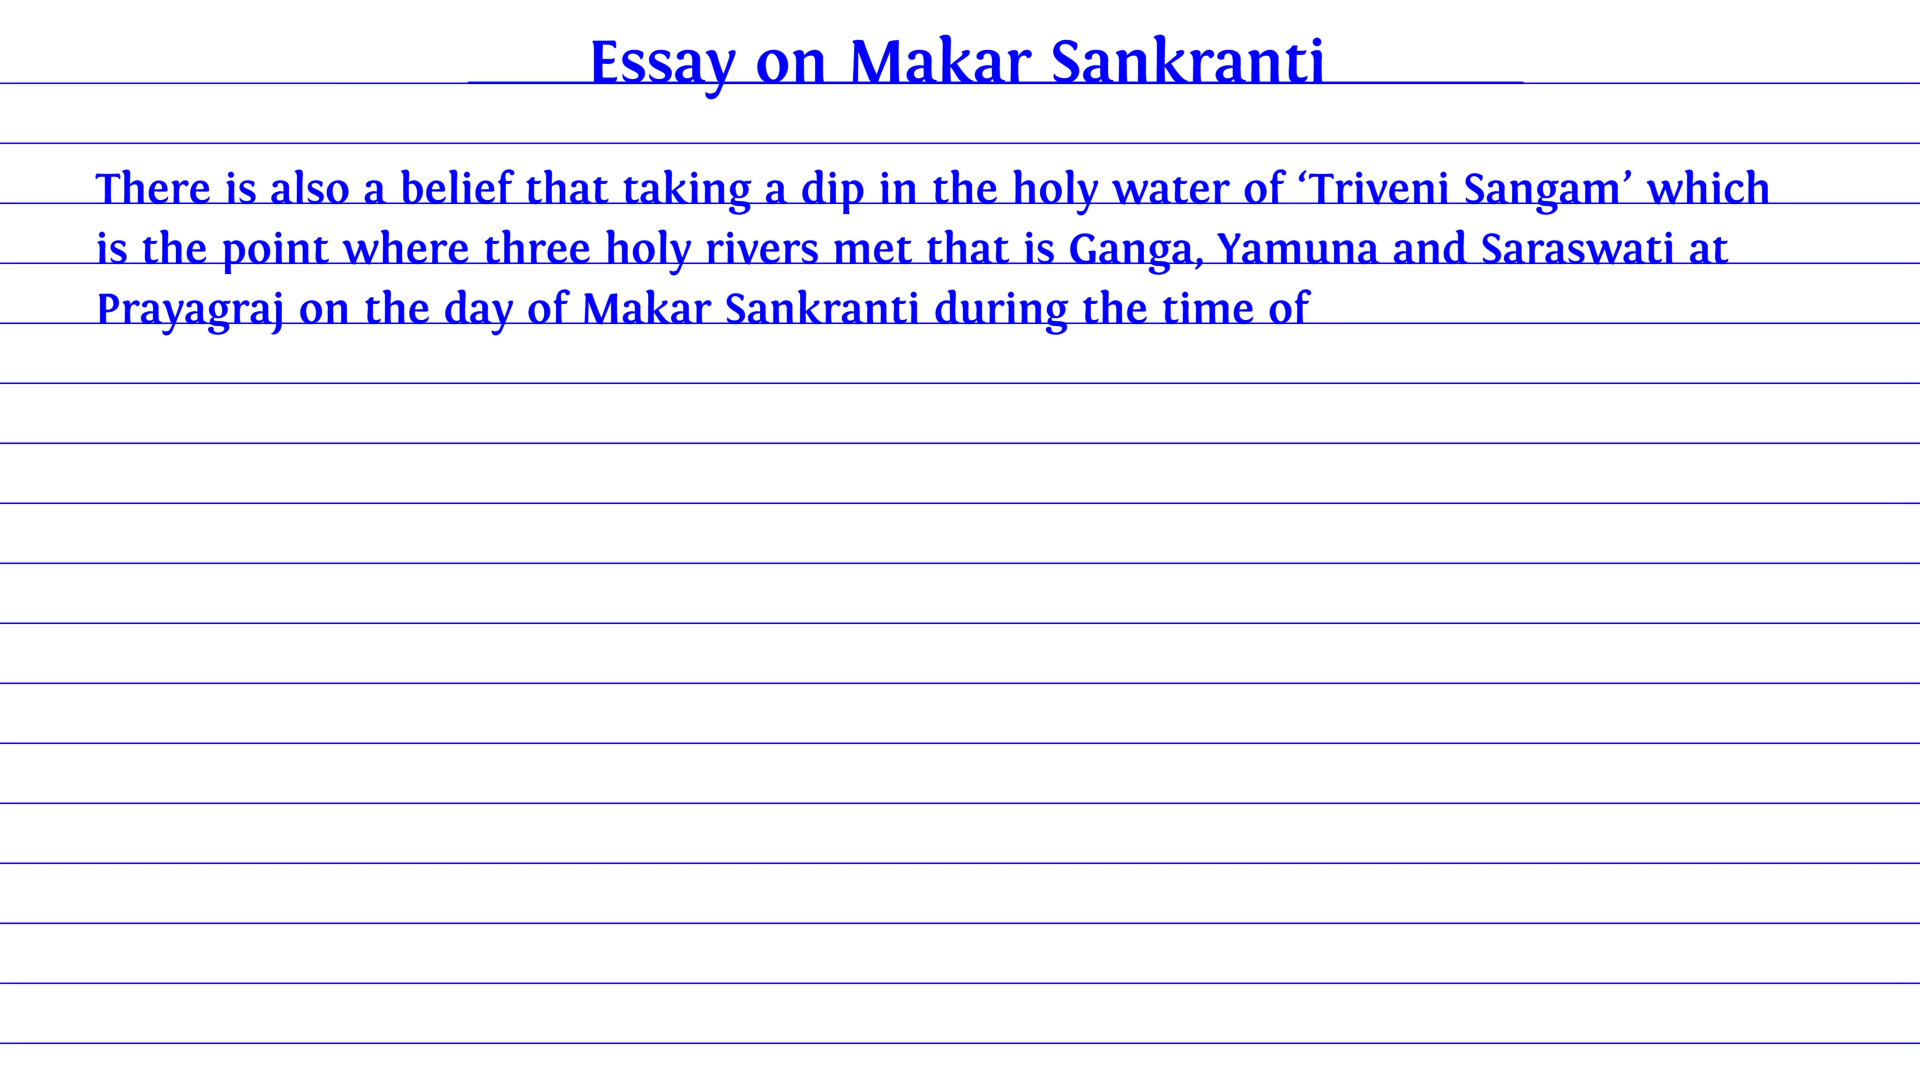 Essay on Makar Sankranti
There is also a belief that taking a dip in the holy water of ‘Triveni Sangam’ which
is the point where three holy rivers met that is Ganga, Yamuna and Saraswati at
Prayagraj on the day of Makar Sankranti during the time of